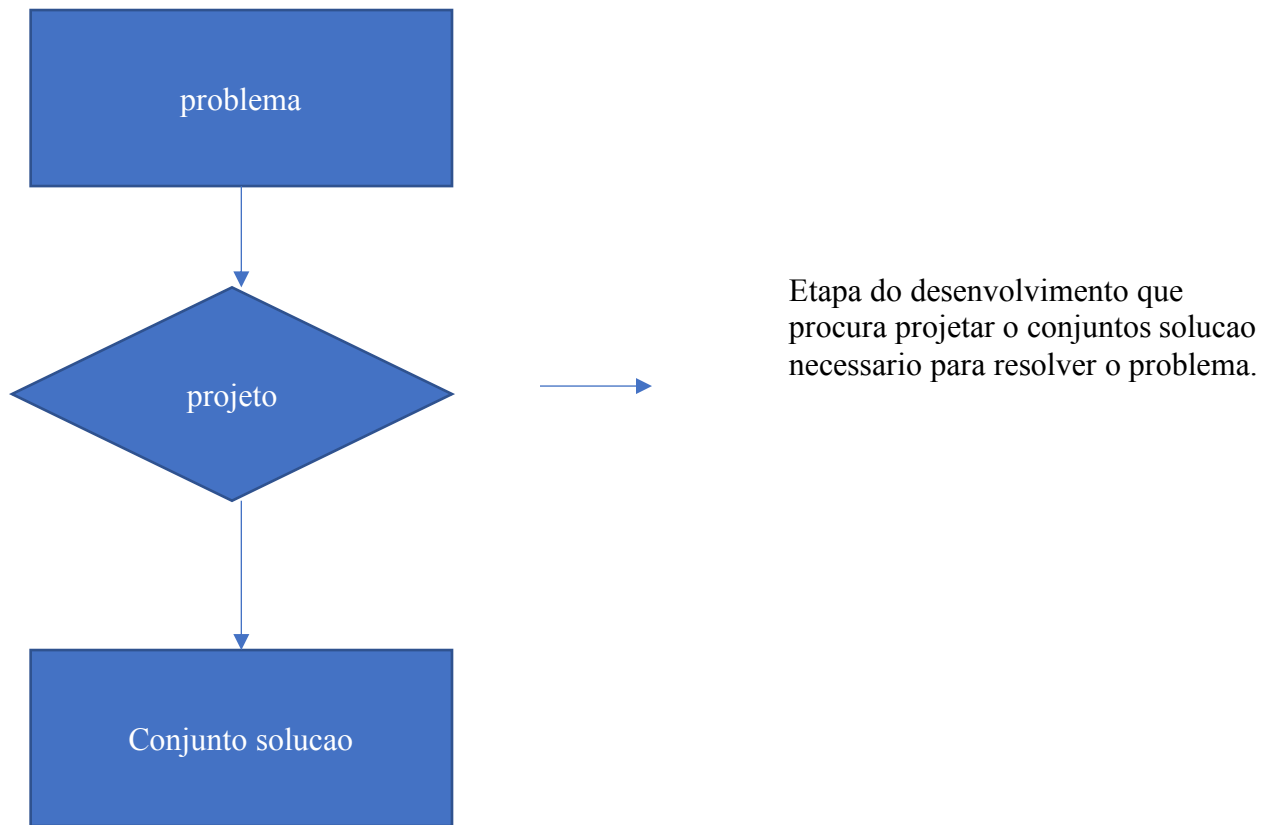 problema
projeto
Etapa do desenvolvimento que
procura projetar o conjuntos solucao
necessario para resolver o problema.
Conjunto solucao